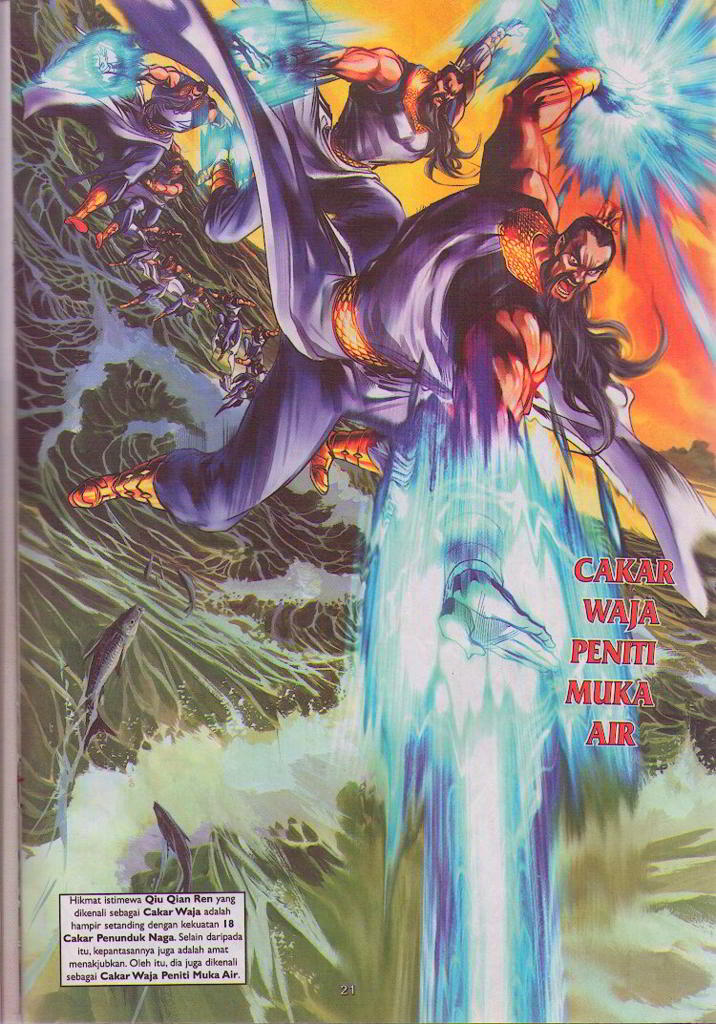 CAKAR
WAJA
PENITI
MUKA
AIR
Hikmat istimewa Qiu Qian Ren yang
dikenali sebagai Cakar Waja adalah
hampir setanding dengan kekuatan 18
Cakar Penunduk Naga. Selain daripada
itu, kepantasannya juga adalah amat
menakjubkan. Oleh itu, dia juga dikenali
sebagai Cakar Waja Peniti Muka Air.
21